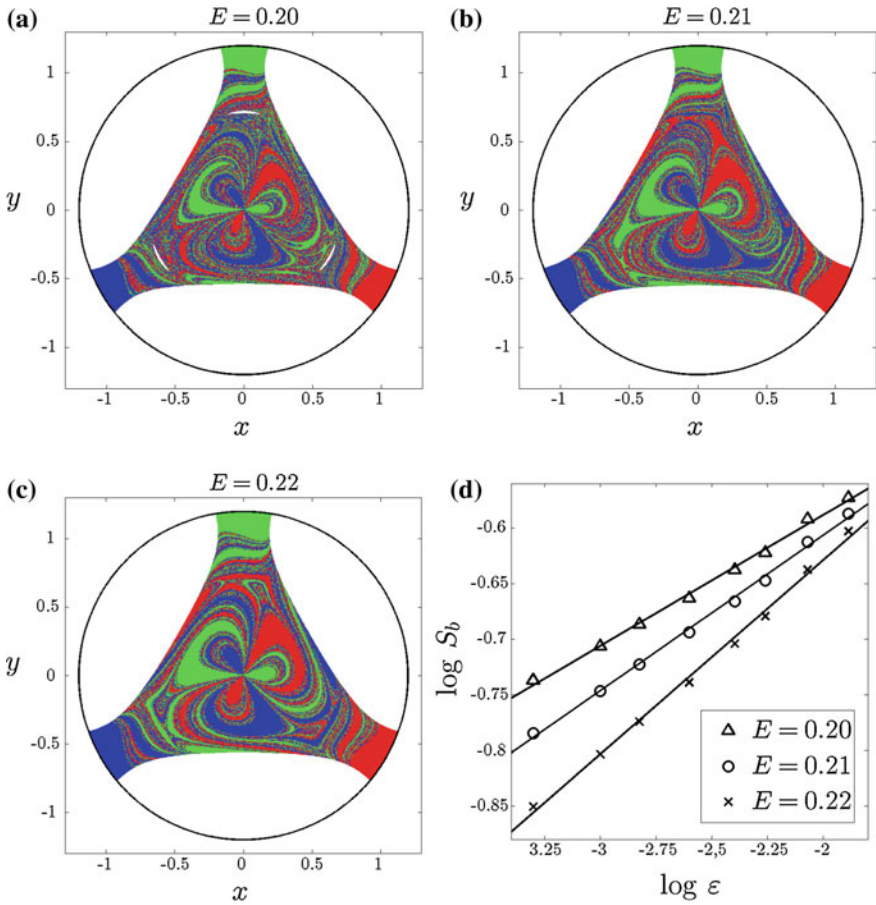 (a) E = 0.20
(b) E = 0.21
1
0.5
y 0
-0.5
-1
-1 -0.5 0 0.5 1
x
1
0.5
y 0
-0.5
-1
-1 -0.5 0 0.5 1
x
(c) E = 0.22
(d)
1
0.5
y 0
-0.5
-1
-1 -0.5 0 0.5 1
x
-0.6
-0.65
-0.7
-0.75
-0.8
-0.85
log S_b
E = 0.20
E = 0.21
E = 0.22
3.25 -3 -2.75 -2,5 -2.25 -2
log ε